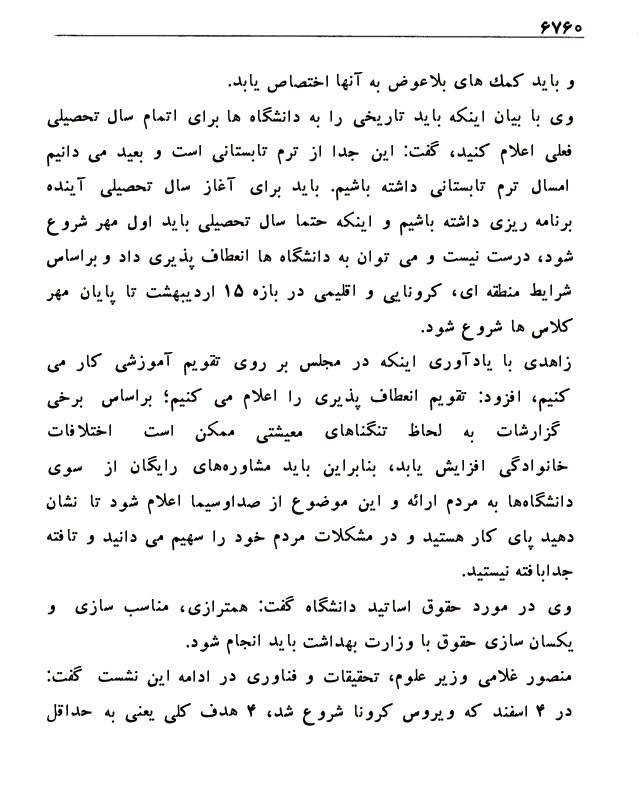 ۶۷۶۰
و باید کمك های بلاعوض به آنها اختصاص یابد.
وی با بیان اینکه باید تاریخی را به دانشگاه ها برای اتمام سال تحصیلی
فعلی اعلام کنید، گفت: این جدا از ترم تابستانی است و بعید می دانیم
امسال ترم تابستانی داشته باشیم. باید برای آغاز سال تحصیلی آینده
برنامه ریزی داشته باشیم و اینکه حتما سال تحصیلی باید اول مهر شروع
شود، درست نیست و می توان به دانشگاه ها انعطاف پذیری داد و براساس
شرایط منطقه ای، کرونایی و اقلیمی در بازه ۱۵ اردیبهشت تا پایان مهر
کلاس ها شروع شود.
زاهدی با یادآوری اینکه در مجلس بر روی تقویم آموزشی کار می
کنیم، افزود: تقویم انعطاف پذیری را اعلام می کنیم؛ براساس برخی
گزارشات به لحاظ تنگناهای معیشتی ممکن است اختلافات
خانوادگی افزایش یابد، بنابراین باید مشاوره‌های رایگان از سوی
دانشگاه‌ها به مردم ارائه و این موضوع از صداوسیما اعلام شود تا نشان
دهید پای کار هستید و در مشکلات مردم خود را سهیم می دانید و تافته
جدابافته نیستید.
وی در مورد حقوق اساتید دانشگاه گفت: همترازی، مناسب سازی و
یکسان سازی حقوق با وزارت بهداشت باید انجام شود.
منصور غلامی وزیر علوم، تحقیقات و فناوری در ادامه این نشست گفت:
در ۴ اسفند که ویروس کرونا شروع شد، ۴ هدف کلی یعنی به حداقل